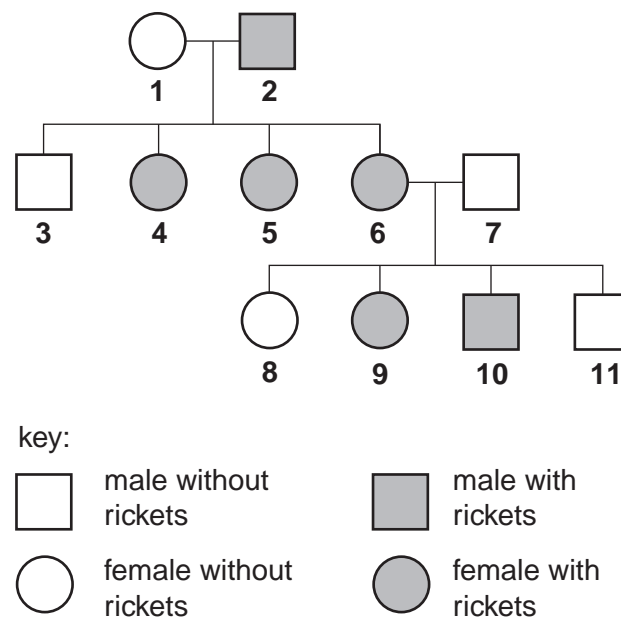 1 2
3 4 5 6 7
8 9 10 11
key:
male without
rickets
male with
rickets
female without
rickets
female with
rickets